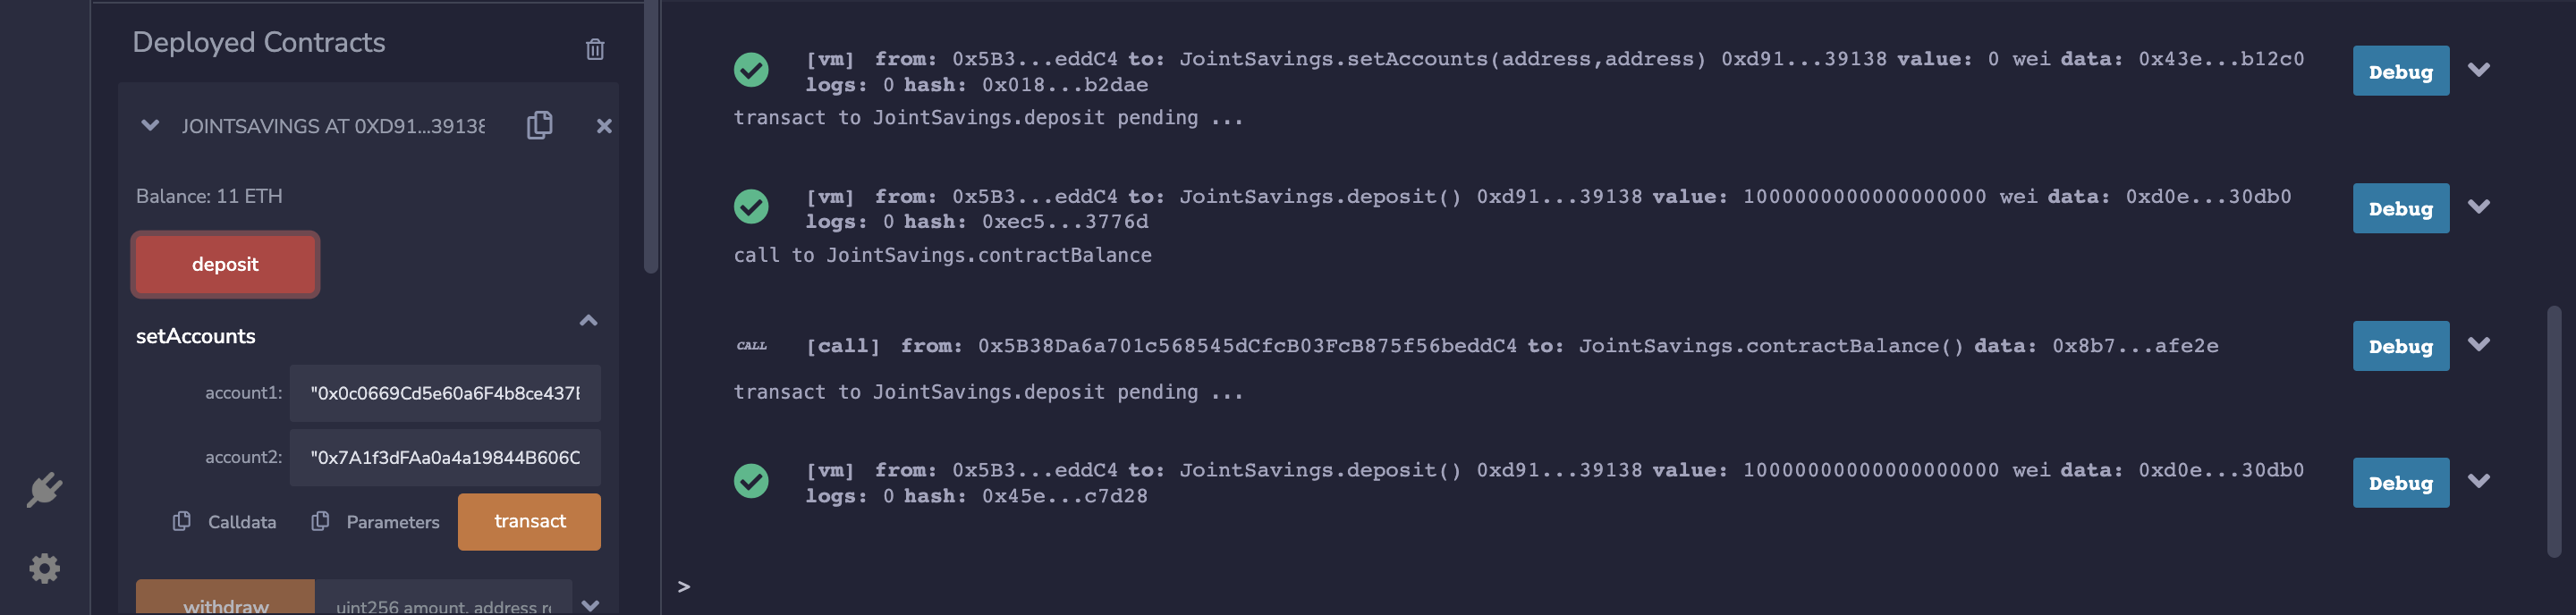 Deployed Contracts
JOINTSAVINGS AT 0XD91...39138
Balance: 11 ETH
deposit
setAccounts
account1: "0x0c0669Cd5e60a6F4b8ce437E
account2: "0x7A1f3dFAa0a4a19844B606C
Calldata Parameters transact
withdraw uint256 amount, address re
[vm] from: 0x5B3...eddC4 to: JointSavings.setAccounts(address,address) 0xd91...39138 value: 0 wei data: 0x43e...b12c0 Debug
logs: 0 hash: 0x018...b2dae
transact to JointSavings.deposit pending ...
[vm] from: 0x5B3...eddC4 to: JointSavings.deposit() 0xd91...39138 value: 1000000000000000000 wei data: 0xd0e...30db0 Debug
logs: 0 hash: 0xec5...3776d
call to JointSavings.contractBalance
CALL [call] from: 0x5B38Da6a701c568545dCfcB03FcB875f56beddC4 to: JointSavings.contractBalance() data: 0x8b7...afe2e Debug
transact to JointSavings.deposit pending ...
[vm] from: 0x5B3...eddC4 to: JointSavings.deposit() 0xd91...39138 value: 10000000000000000000 wei data: 0xd0e...30db0 Debug
logs: 0 hash: 0x45e...c7d28
>